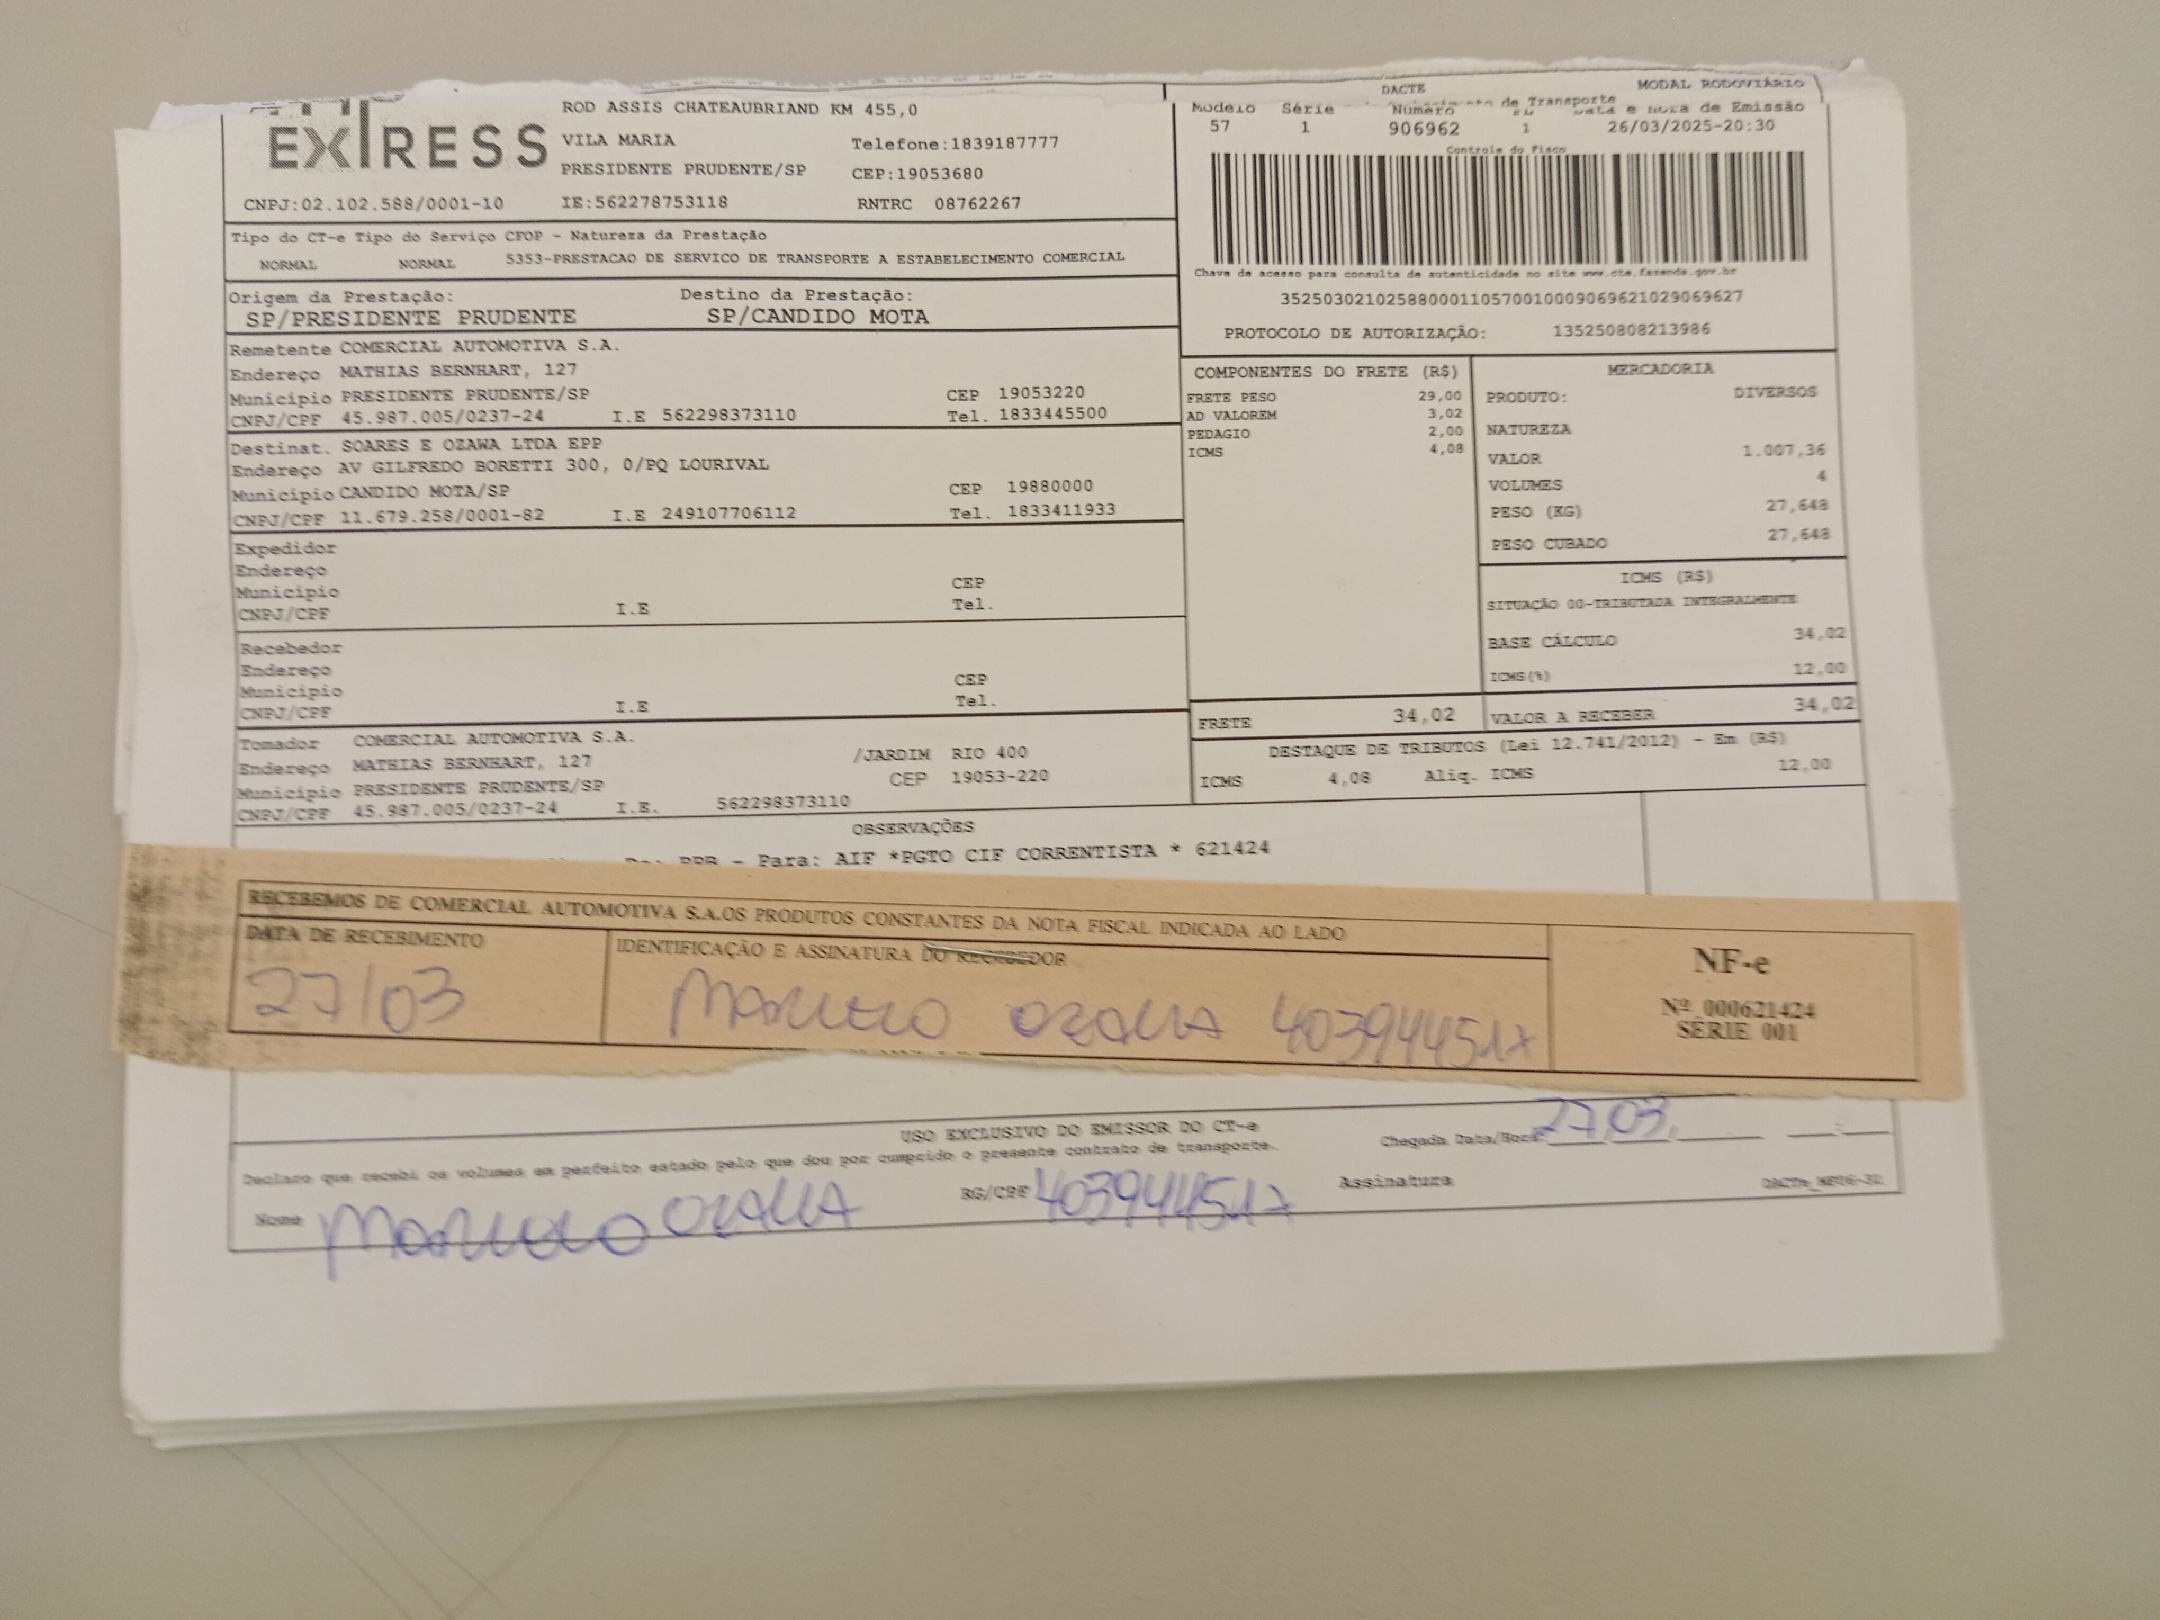 EXPRESS
ROD ASSIS CHATEAUBRIAND KM 455,0
VILA MARIA
Telefone:1839187777
PRESIDENTE PRUDENTE/SP
CEP:19053680
CNPJ:02.102.588/0001-10
IE:562278753118
RNTRC 08762267
DACTE
MODAL RODOVIÁRIO
de Transporte
Modelo Série Número e Hora de Emissão
57 1 906962 1 26/03/2025-20:30
Controle do Fisco
Chave de acesso para consulta de autenticidade no site www.cte.fazenda.gov.br
35250302102588000110570010009069621029069627
PROTOCOLO DE AUTORIZAÇÃO: 135250808213986
Tipo do CT-e Tipo do Serviço CFOP - Natureza da Prestação
NORMAL NORMAL 5353-PRESTACAO DE SERVICO DE TRANSPORTE A ESTABELECIMENTO COMERCIAL
Origem da Prestação: Destino da Prestação:
SP/PRESIDENTE PRUDENTE SP/CANDIDO MOTA
Remetente COMERCIAL AUTOMOTIVA S.A.
Endereço MATHIAS BERNHART, 127
Município PRESIDENTE PRUDENTE/SP CEP 19053220
CNPJ/CPF 45.987.005/0237-24 I.E 562298373110 Tel. 1833445500
Destinat. SOARES E OZAWA LTDA EPP
Endereço AV GILFREDO BORETTI 300, 0/PQ LOURIVAL
Município CANDIDO MOTA/SP CEP 19880000
CNPJ/CPF 11.679.258/0001-82 I.E 249107706112 Tel. 1833411933
Expedidor
Endereço
Município CEP
CNPJ/CPF I.E Tel.
Recebedor
Endereço
Município CEP
CNPJ/CPF I.E Tel.
Tomador COMERCIAL AUTOMOTIVA S.A.
Endereço MATHIAS BERNHART, 127 /JARDIM RIO 400
Município PRESIDENTE PRUDENTE/SP CEP 19053-220
CNPJ/CPF 45.987.005/0237-24 I.E. 562298373110
COMPONENTES DO FRETE (R$)
FRETE PESO 29,00
AD VALOREM 3,02
PEDAGIO 2,00
ICMS 4,08
MERCADORIA
PRODUTO: DIVERSOS
NATUREZA
VALOR 1.007,36
VOLUMES 4
PESO (KG) 27,648
PESO CUBADO 27,648
ICMS (R$)
SITUAÇÃO 00-TRIBUTADA INTEGRALMENTE
BASE CÁLCULO 34,02
ICMS(%) 12,00
FRETE 34,02 VALOR A RECEBER 34,02
DESTAQUE DE TRIBUTOS (Lei 12.741/2012) - Em (R$)
ICMS 4,08 Aliq. ICMS 12,00
OBSERVAÇÕES
PPB - Para: AIF *PGTO CIF CORRENTISTA * 621424
RECEBEMOS DE COMERCIAL AUTOMOTIVA S.A.OS PRODUTOS CONSTANTES DA NOTA FISCAL INDICADA AO LADO
DATA DE RECEBIMENTO
IDENTIFICAÇÃO E ASSINATURA DO RECEBEDOR
27/03
OZAWA 403944517
NF-e
Nº 000621424
SÉRIE 001
USO EXCLUSIVO DO EMISSOR DO CT-e
Chegada Data/Hora: 27 03
Declaro que recebi os volumes em perfeito estado pelo que dou por cumprido o presente contrato de transporte.
Nome OZAWA RG/CPF 403944517 Assinatura